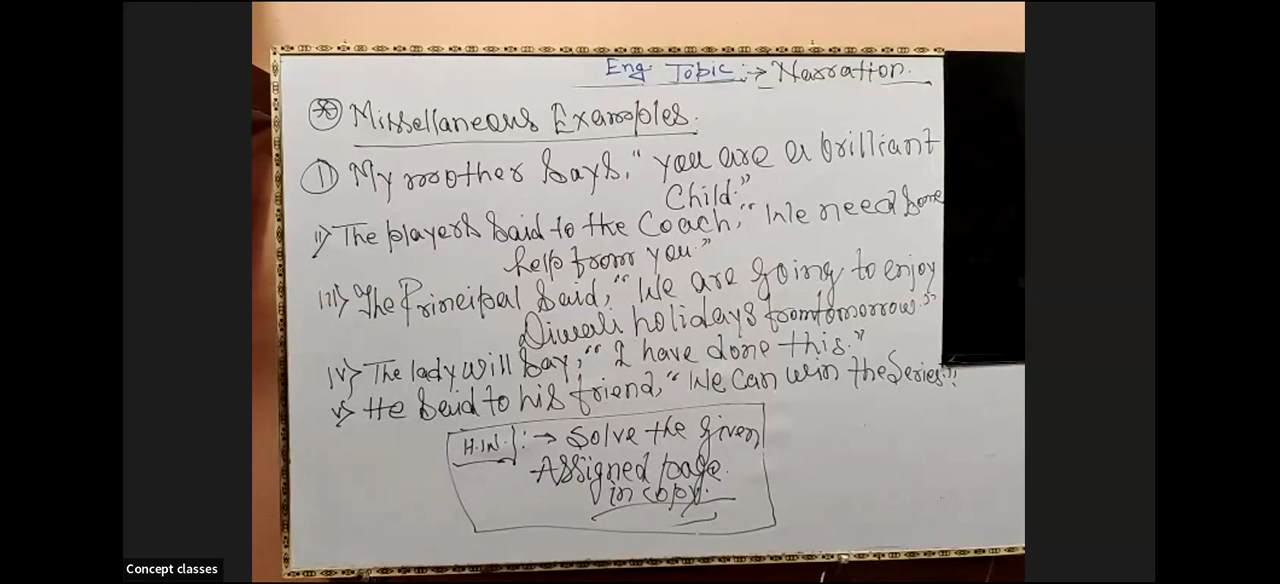 Eng. Topic :→ Narration.
* Missellaneous Examples.
① My mother says, "you are a brilliant
Child."
ii) The players said to the Coach, "We need some
help from you."
iii) The Principal said, "We are going to enjoy
Diwali holidays from tomorrow."
iv) The lady will say, "I have done this."
v) He said to his friend, "We can win the series."
H.W. :→ Solve the given
Assigned page
in copy.
Concept classes